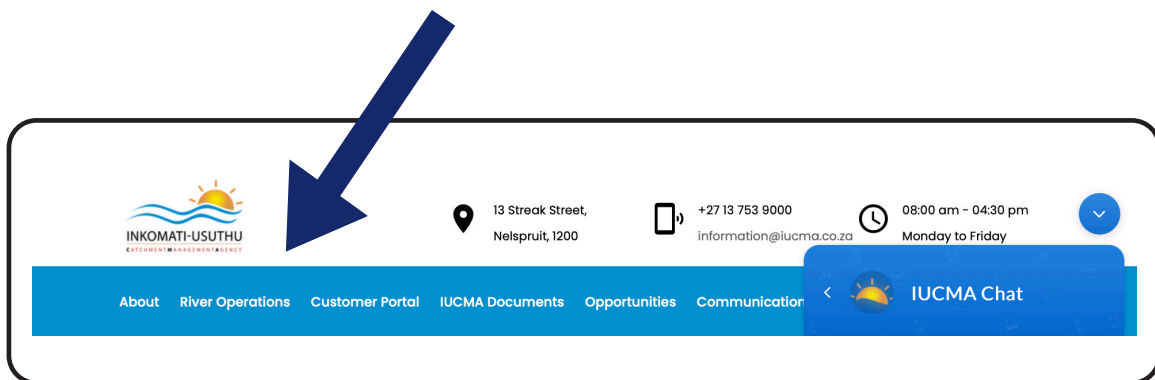 INKOMATI-USUTHU
CATCHMENT MANAGEMENT AGENCY
13 Streak Street,
Nelspruit, 1200
+27 13 753 9000
information@iucma.co.za
08:00 am - 04:30 pm
Monday to Friday
About River Operations Customer Portal IUCMA Documents Opportunities Communication
IUCMA Chat